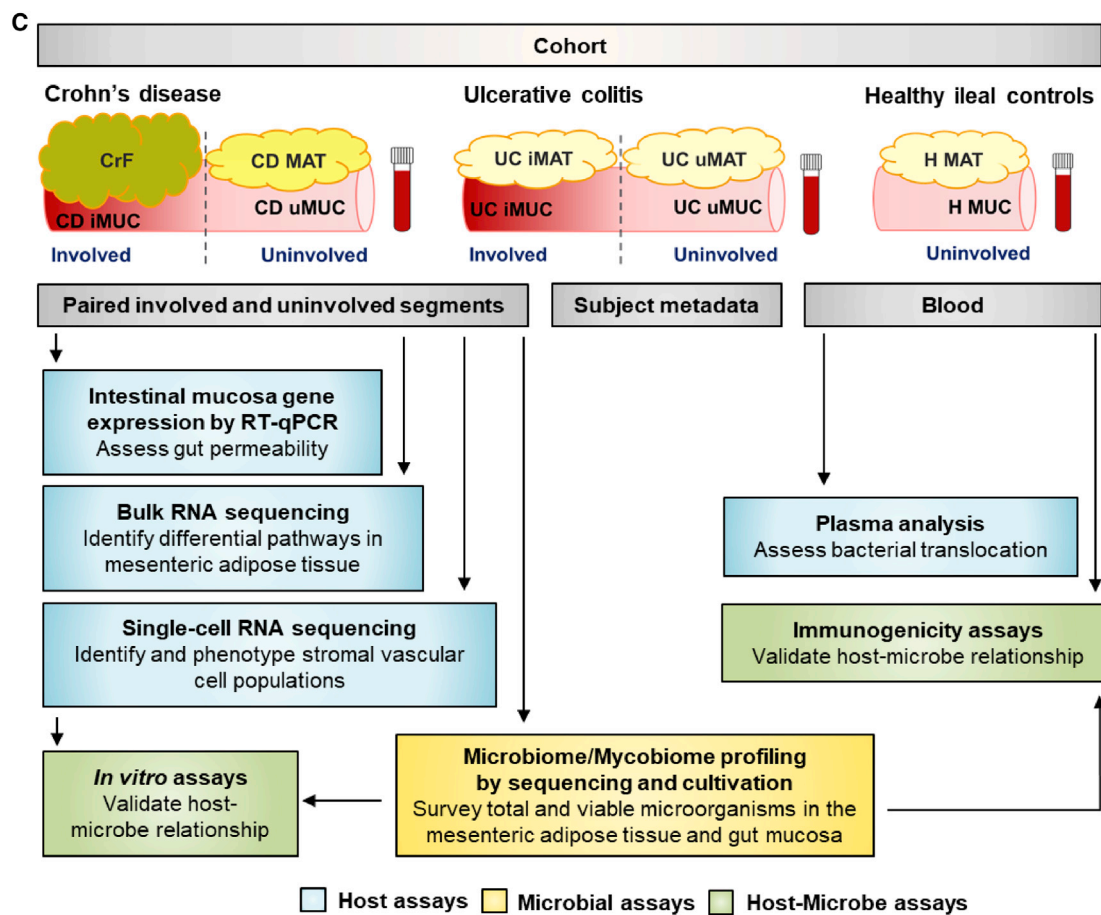 C
Cohort
Crohn's disease
Ulcerative colitis
Healthy ileal controls
CrF
CD MAT
UC iMAT
UC uMAT
H MAT
CD iMUC
CD uMUC
UC iMUC
UC uMUC
H MUC
Involved
Uninvolved
Involved
Uninvolved
Uninvolved
Paired involved and uninvolved segments
Subject metadata
Blood
Intestinal mucosa gene
expression by RT-qPCR
Assess gut permeability
Bulk RNA sequencing
Identify differential pathways in
mesenteric adipose tissue
Plasma analysis
Assess bacterial translocation
Single-cell RNA sequencing
Identify and phenotype stromal vascular
cell populations
Immunogenicity assays
Validate host-microbe relationship
In vitro assays
Validate host-
microbe relationship
Microbiome/Mycobiome profiling
by sequencing and cultivation
Survey total and viable microorganisms in the
mesenteric adipose tissue and gut mucosa
Host assays
Microbial assays
Host-Microbe assays